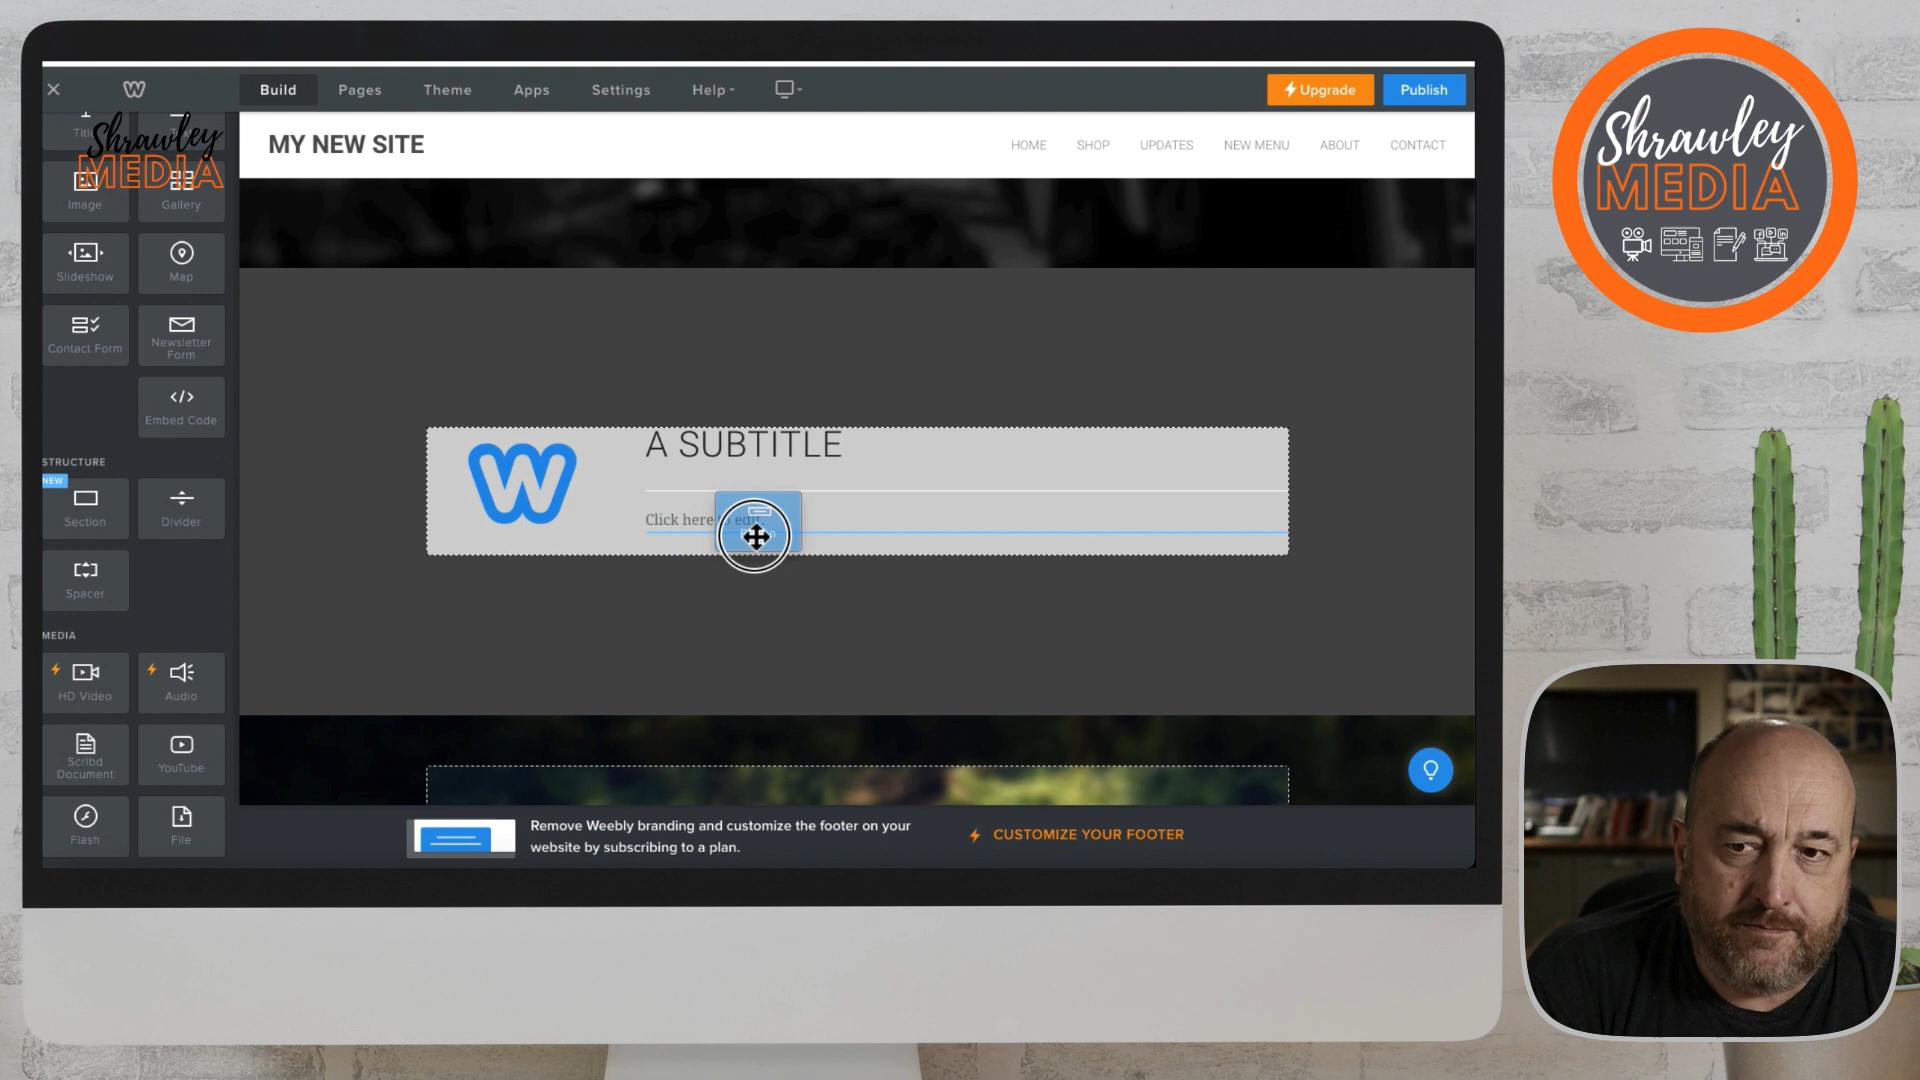 Build
Pages
Theme
Apps
Settings
Help
Upgrade
Publish
Shrawley
MEDIA
MY NEW SITE
HOME
SHOP
UPDATES
NEW MENU
ABOUT
CONTACT
Shrawley
MEDIA
Image
Gallery
Slideshow
Map
Contact Form
Newsletter
Form
Embed Code
STRUCTURE
NEW
Section
Divider
Spacer
MEDIA
HD Video
Audio
Scribd
Document
YouTube
Flash
File
A SUBTITLE
Click here to edit.
Remove Weebly branding and customize the footer on your
website by subscribing to a plan.
CUSTOMIZE YOUR FOOTER